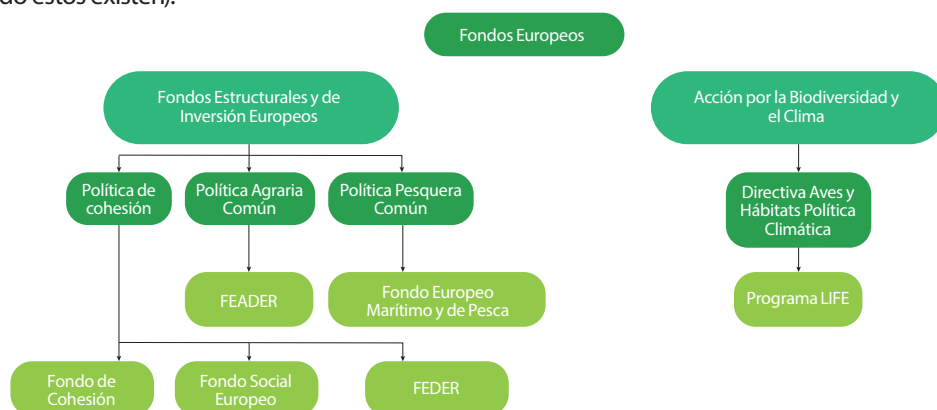 do estos existen).
Fondos Europeos
Fondos Estructurales y de
Inversión Europeos
Acción por la Biodiversidad y
el Clima
Política de
cohesión
Política Agraria
Común
Política Pesquera
Común
Directiva Aves y
Hábitats Política
Climática
FEADER
Fondo Europeo
Marítimo y de Pesca
Programa LIFE
Fondo de
Cohesión
Fondo Social
Europeo
FEDER